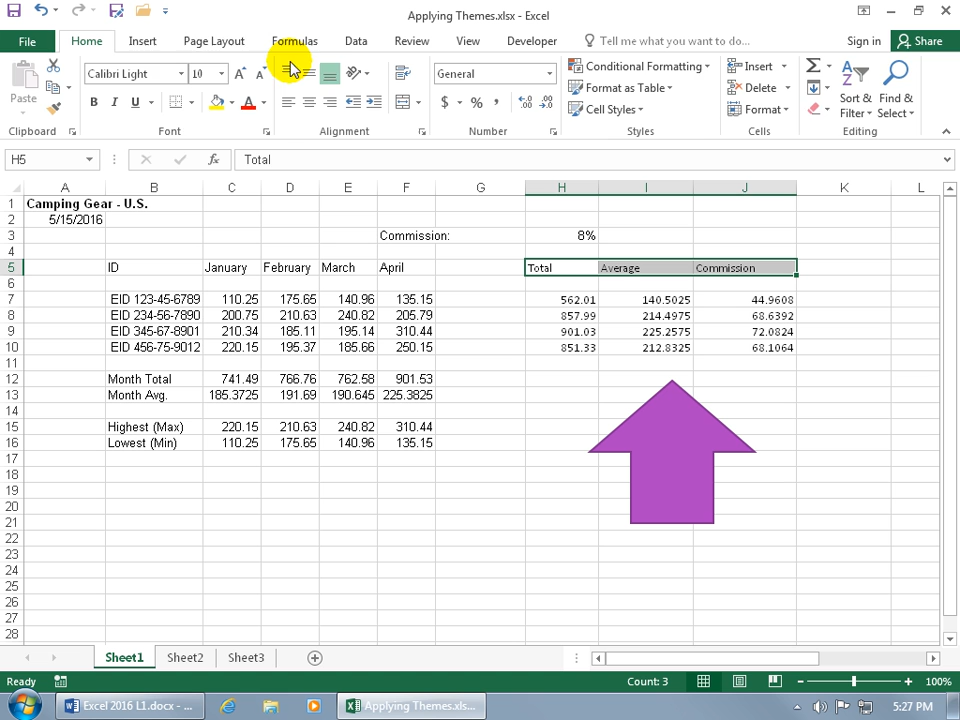 Applying Themes.xlsx - Excel
File Home Insert Page Layout Formulas Data Review View Developer Tell me what you want to do... Sign in Share
Paste Calibri Light 10 A A General Conditional Formatting Insert
B I U A $ % , .0 .00 Format as Table Delete Sort & Find &
Cell Styles Format Filter Select
Clipboard Font Alignment Number Styles Cells Editing
H5 fx Total
A B C D E F G H I J K L
1 Camping Gear - U.S.
2 5/15/2016
3 Commission: 8%
4
5 ID January February March April Total Average Commission
6
7 EID 123-45-6789 110.25 175.65 140.96 135.15 562.01 140.5025 44.9608
8 EID 234-56-7890 200.75 210.63 240.82 205.79 857.99 214.4975 68.6392
9 EID 345-67-8901 210.34 185.11 195.14 310.44 901.03 225.2575 72.0824
10 EID 456-75-9012 220.15 195.37 185.66 250.15 851.33 212.8325 68.1064
11
12 Month Total 741.49 766.76 762.58 901.53
13 Month Avg. 185.3725 191.69 190.645 225.3825
14
15 Highest (Max) 220.15 210.63 240.82 310.44
16 Lowest (Min) 110.25 175.65 140.96 135.15
17
18
19
20
21
22
23
24
25
26
27
28
Sheet1 Sheet2 Sheet3
Ready Count: 3 100%
Excel 2016 L1.docx - ... Applying Themes.xls... 5:27 PM